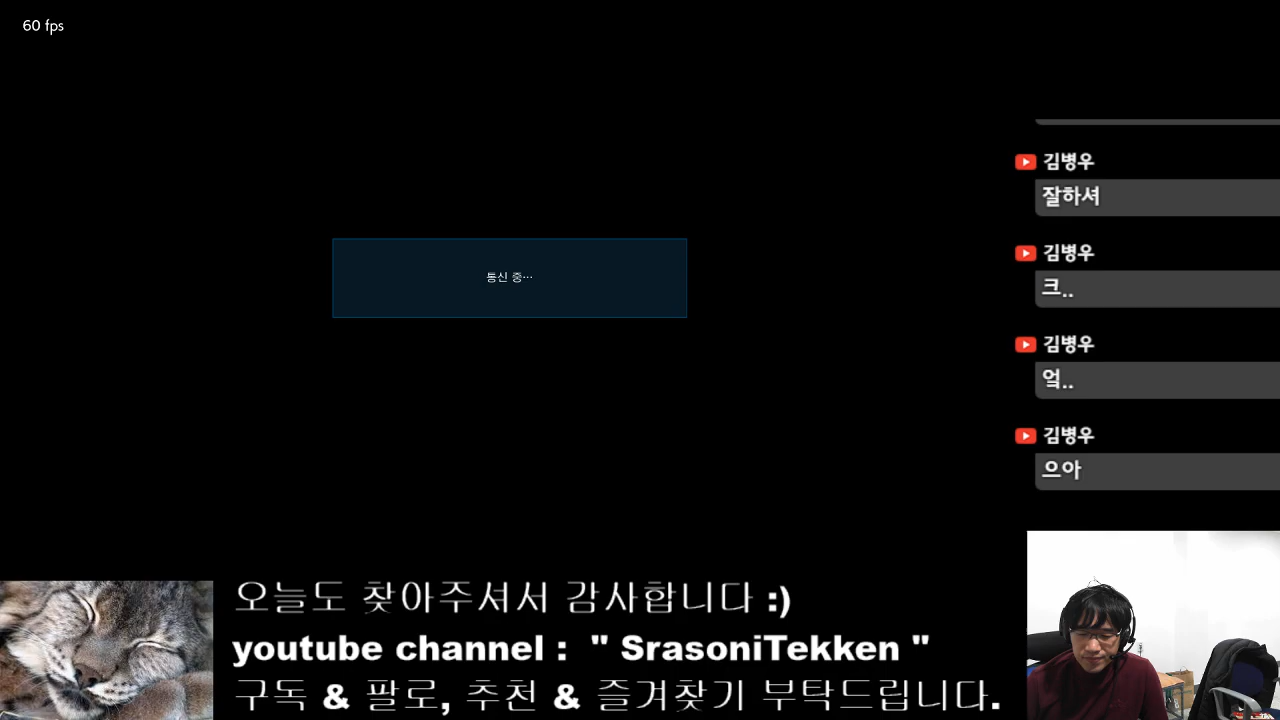 60 fps
통신 중…
김병우
잘하셔
김병우
크..
김병우
엌..
김병우
으아
오늘도 찾아주셔서 감사합니다 :)
youtube channel : " SrasoniTekken "
구독 & 팔로, 추천 & 즐겨찾기 부탁드립니다.